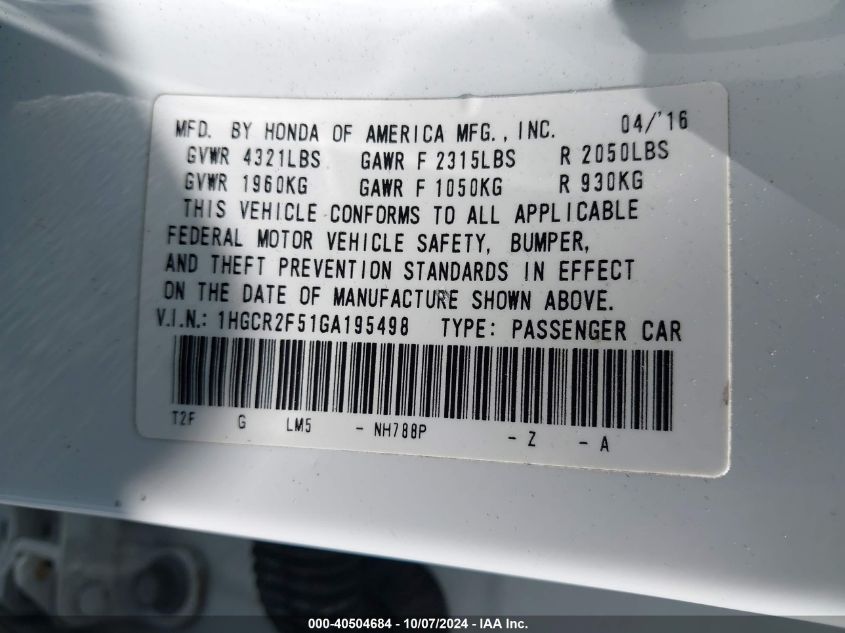 MFD. BY HONDA OF AMERICA MFG., INC. 04/'16
GVWR 4321LBS GAWR F 2315LBS R 2050LBS
GVWR 1960KG GAWR F 1050KG R 930KG
THIS VEHICLE CONFORMS TO ALL APPLICABLE
FEDERAL MOTOR VEHICLE SAFETY, BUMPER,
AND THEFT PREVENTION STANDARDS IN EFFECT
ON THE DATE OF MANUFACTURE SHOWN ABOVE.
V.I.N.: 1HGCR2F51GA195498 TYPE: PASSENGER CAR
T2F G LM5 - NH788P - Z - A
000-40504684 | 10/07/2024 | IAA Inc.